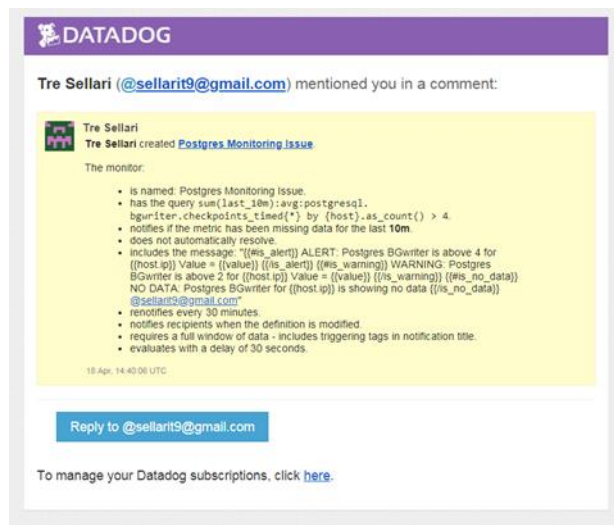 DATADOG
Tre Sellari (@sellarit9@gmail.com) mentioned you in a comment:
Tre Sellari
Tre Sellari created Postgres Monitoring Issue.
The monitor:
• is named: Postgres Monitoring Issue.
• has the query sum(last_10m):avg:postgresql.
bgwriter.checkpoints_timed{*} by {host}.as_count() > 4.
• notifies if the metric has been missing data for the last 10m.
• does not automatically resolve.
• includes the message: "{{#is_alert}} ALERT: Postgres BGwriter is above 4 for
{{host.ip}} Value = {{value}} {{/is_alert}} {{#is_warning}} WARNING: Postgres
BGwriter is above 2 for {{host.ip}} Value = {{value}} {{/is_warning}} {{#is_no_data}}
NO DATA: Postgres BGwriter for {{host.ip}} is showing no data {{/is_no_data}}
@sellarit9@gmail.com"
• renotifies every 30 minutes.
• notifies recipients when the definition is modified.
• requires a full window of data - includes triggering tags in notification title.
• evaluates with a delay of 30 seconds.
18 Apr, 14:40:06 UTC
Reply to @sellarit9@gmail.com
To manage your Datadog subscriptions, click here.